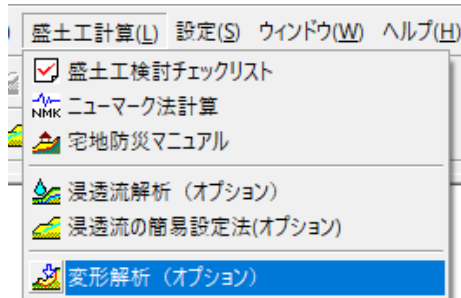 盛土工計算(L) 設定(S) ウィンドウ(W) ヘルプ(H)
盛土工検討チェックリスト
NMK ニューマーク法計算
宅地防災マニュアル
浸透流解析（オプション）
浸透流の簡易設定法(オプション)
変形解析（オプション）